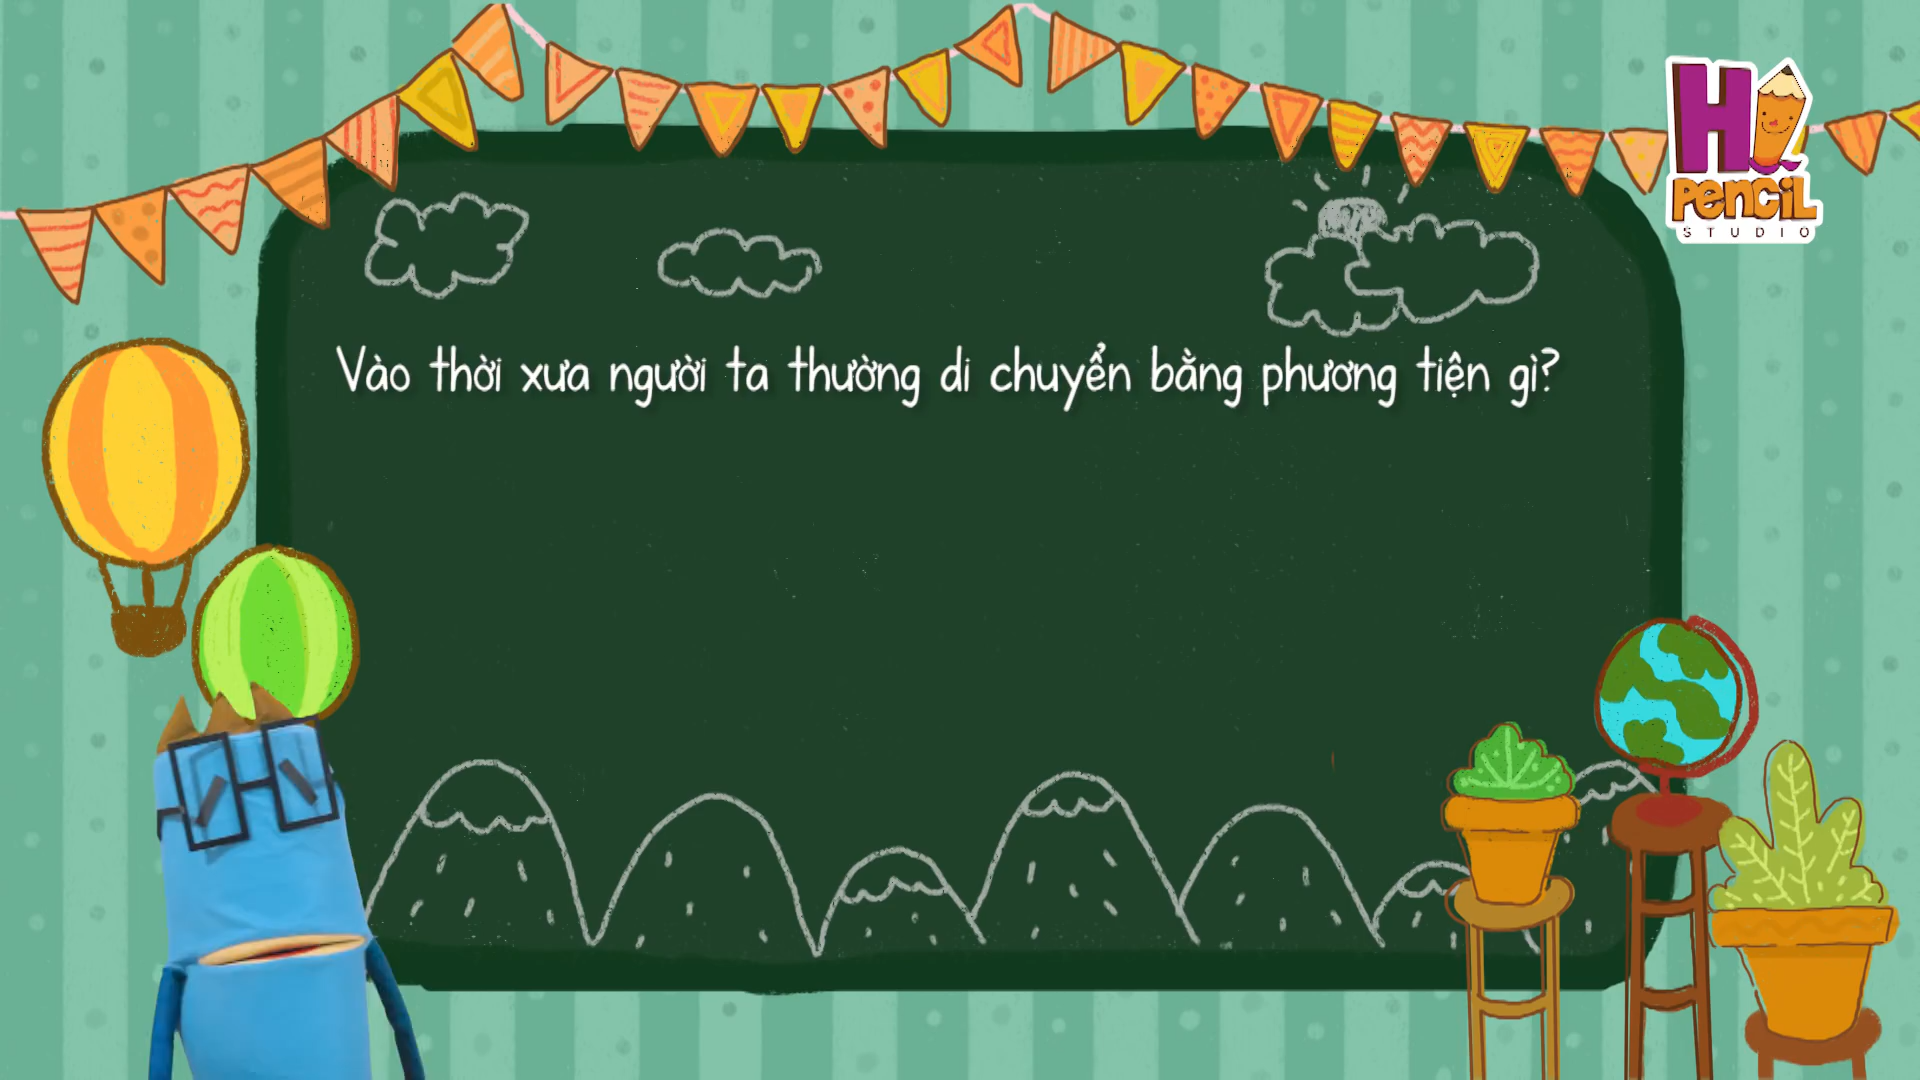 Hi
PENCIL
STUDIO
Vào thời xưa người ta thường di chuyển bằng phương tiện gì?